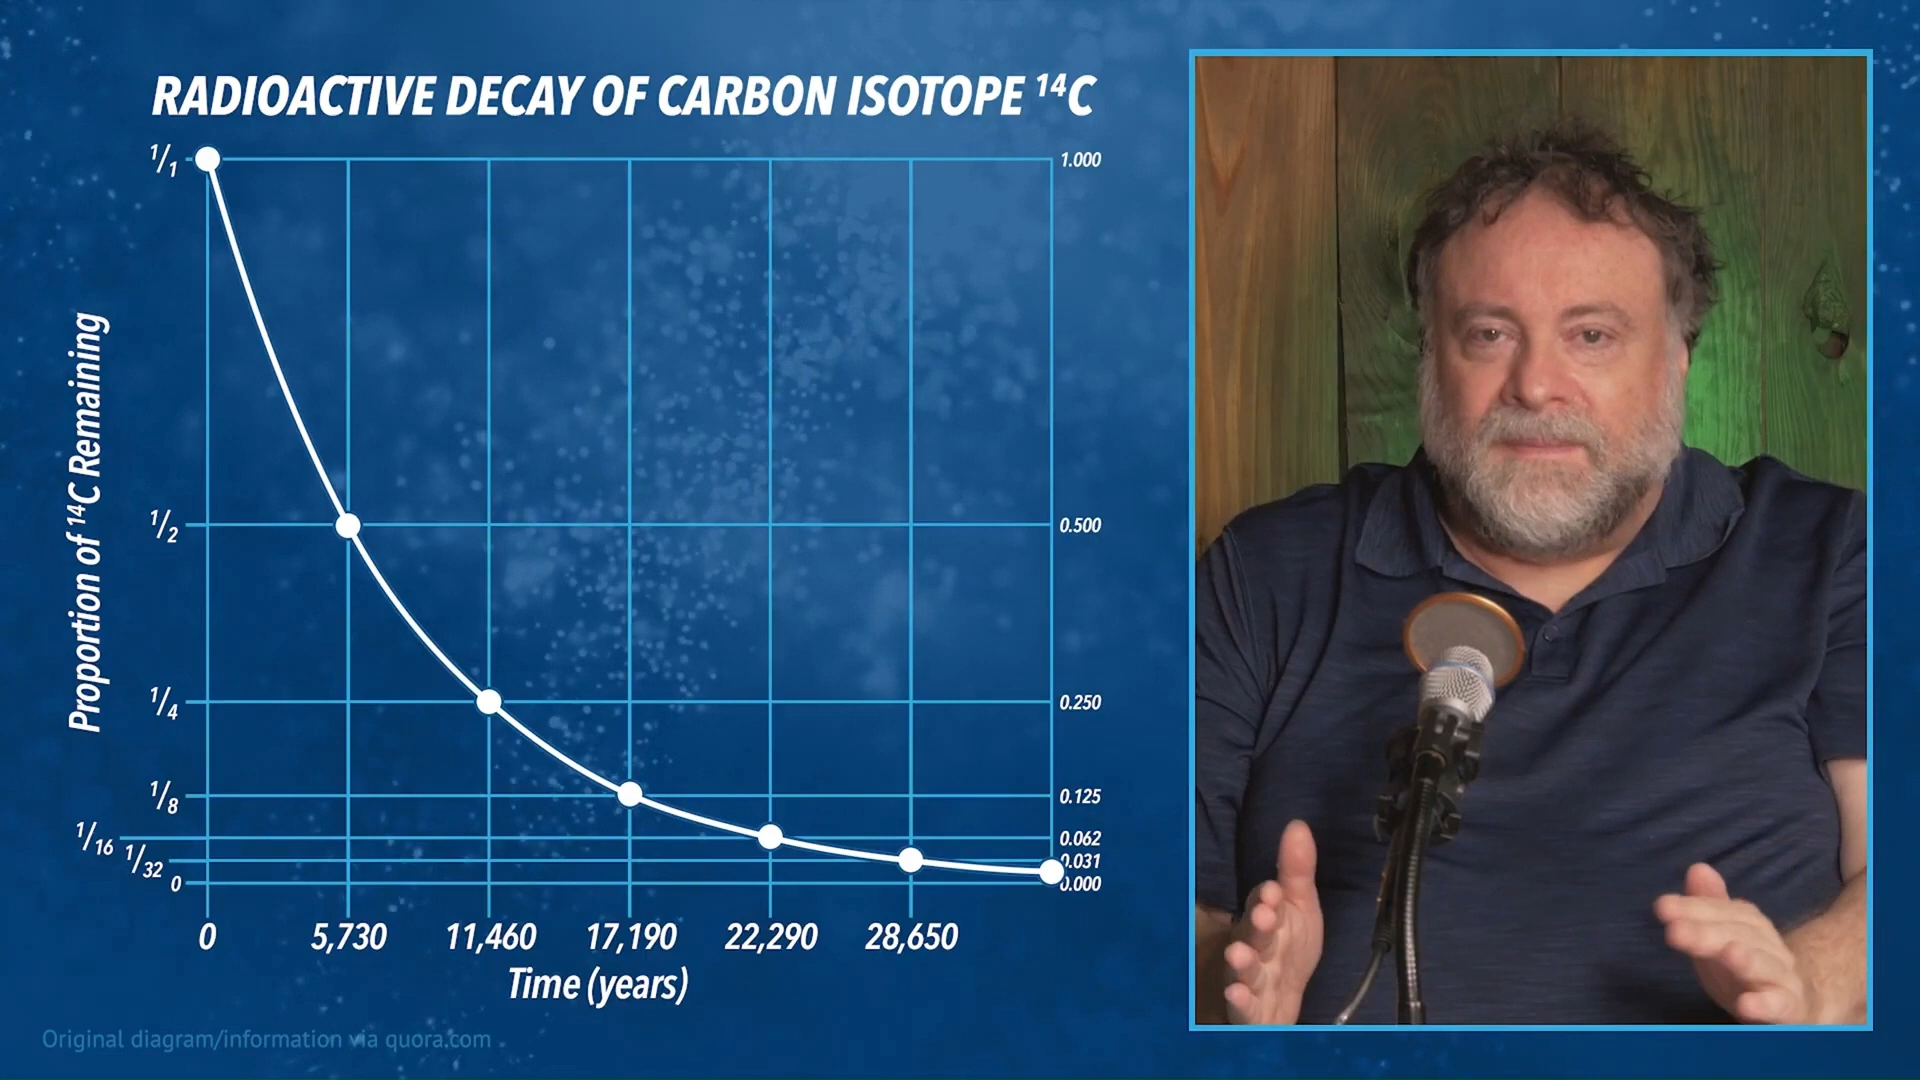 RADIOACTIVE DECAY OF CARBON ISOTOPE ¹⁴C
Proportion of ¹⁴C Remaining
1/1
1/2
1/4
1/8
1/16
1/32
0
1.000
0.500
0.250
0.125
0.062
0.031
0.000
0 5,730 11,460 17,190 22,290 28,650
Time (years)
Original diagram/information via quora.com